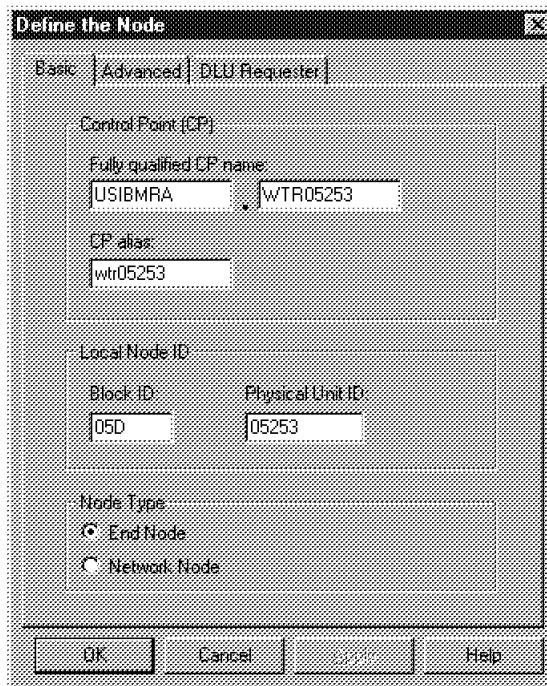 Define the Node
Basic Advanced DLU Requester
Control Point (CP)
Fully qualified CP name:
USIBMRA . WTR05253
CP alias:
wtr05253
Local Node ID
Block ID: Physical Unit ID:
05D 05253
Node Type
End Node
Network Node
OK Cancel Apply Help